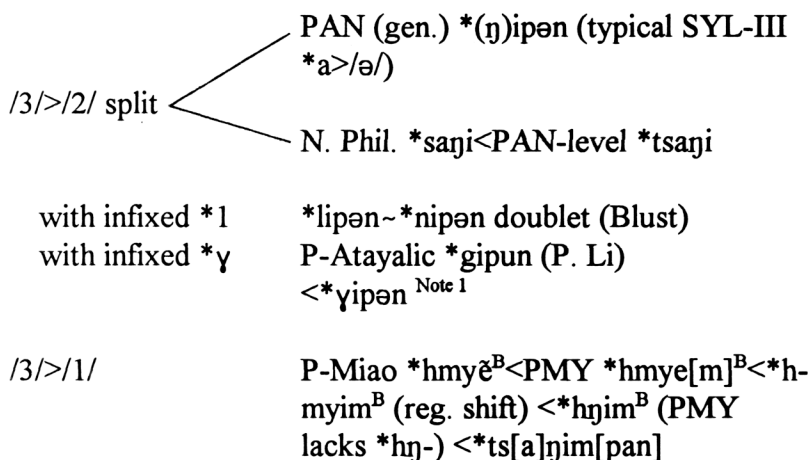 PAN (gen.) *(ŋ)ipən (typical SYL-III
*a>/ə/)
/3/>/2/ split
N. Phil. *saŋi<PAN-level *tsaŋi
with infixed *l *lipən~*nipən doublet (Blust)
with infixed *ɣ P-Atayalic *gipun (P. Li)
<*ɣipən Note 1
/3/>/1/ P-Miao *hmyẽᴮ<PMY *hmye[m]ᴮ<*h-
myimᴮ (reg. shift) <*hŋimᴮ (PMY
lacks *hŋ-) <*ts[a]ŋim[pan]